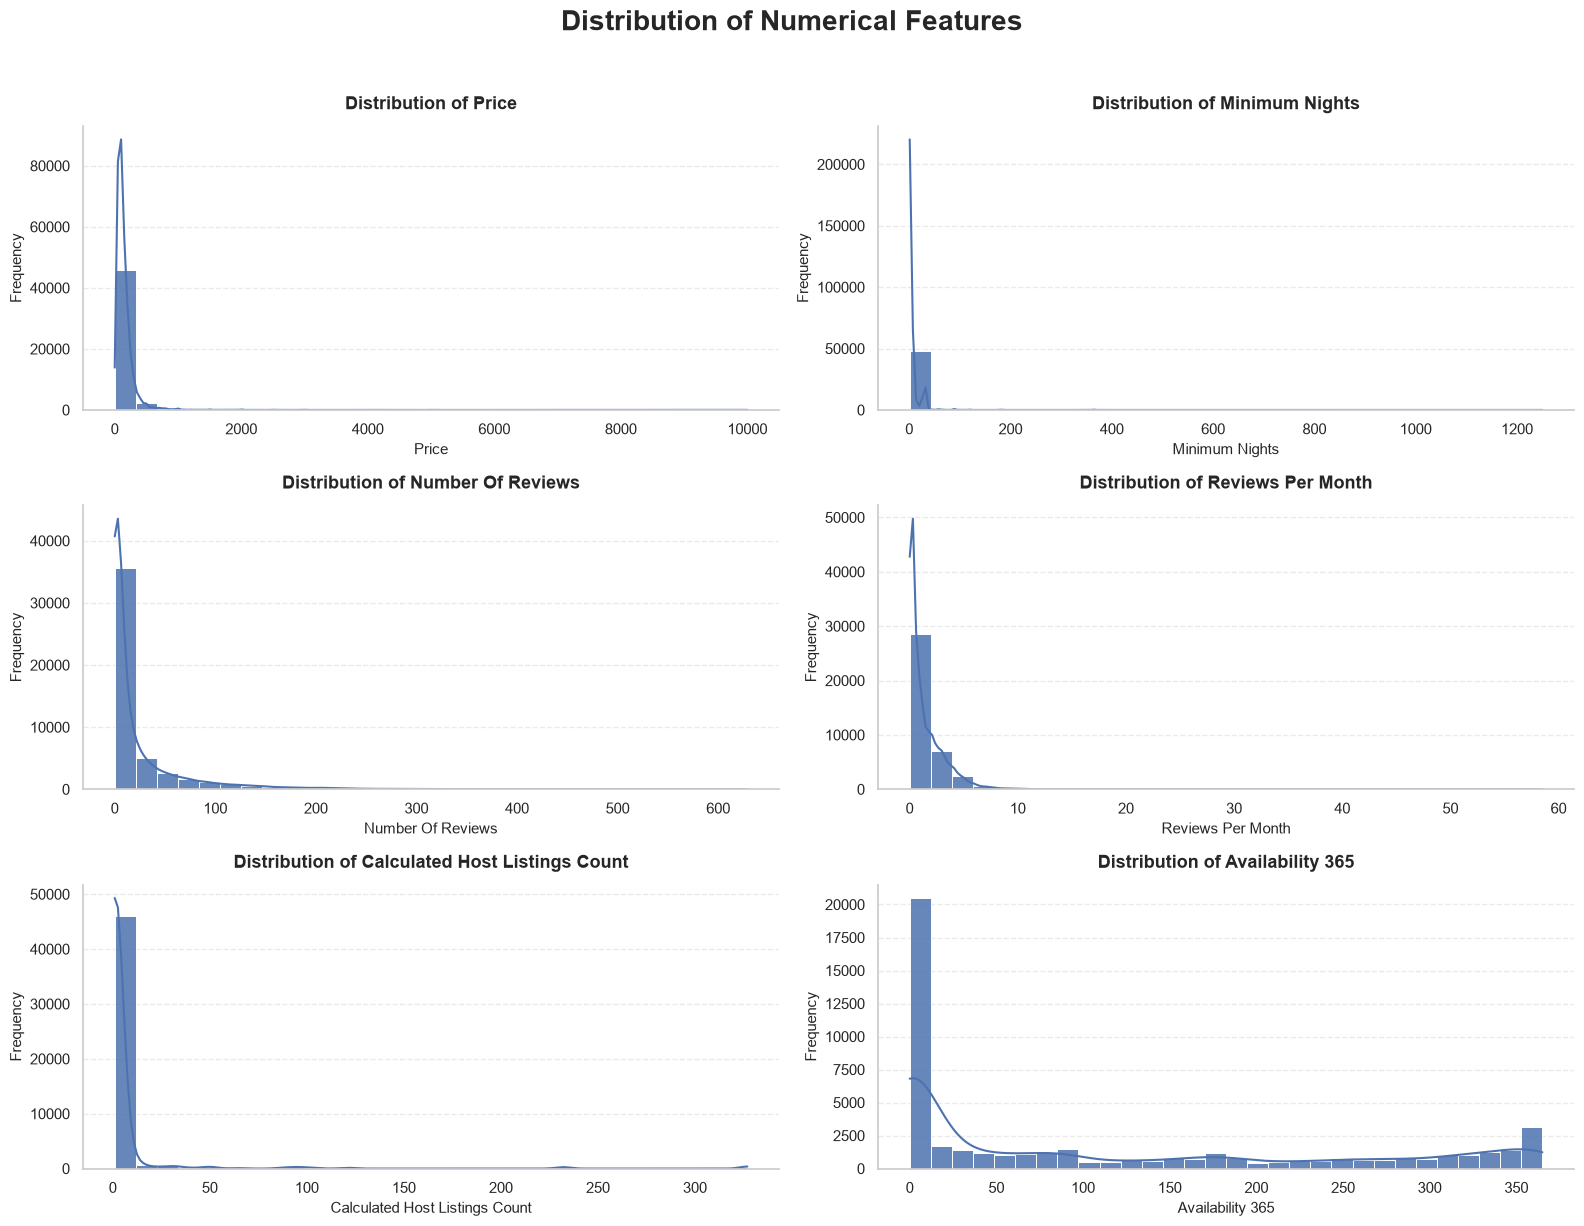 Distribution of Numerical Features
Distribution of Price
Frequency
80000
60000
40000
20000
0
0 2000 4000 6000 8000 10000
Price
Distribution of Minimum Nights
Frequency
200000
150000
100000
50000
0
0 200 400 600 800 1000 1200
Minimum Nights
Distribution of Number Of Reviews
Frequency
40000
30000
20000
10000
0
0 100 200 300 400 500 600
Number Of Reviews
Distribution of Reviews Per Month
Frequency
50000
40000
30000
20000
10000
0
0 10 20 30 40 50 60
Reviews Per Month
Distribution of Calculated Host Listings Count
Frequency
50000
40000
30000
20000
10000
0
0 50 100 150 200 250 300
Calculated Host Listings Count
Distribution of Availability 365
Frequency
20000
17500
15000
12500
10000
7500
5000
2500
0
0 50 100 150 200 250 300 350
Availability 365